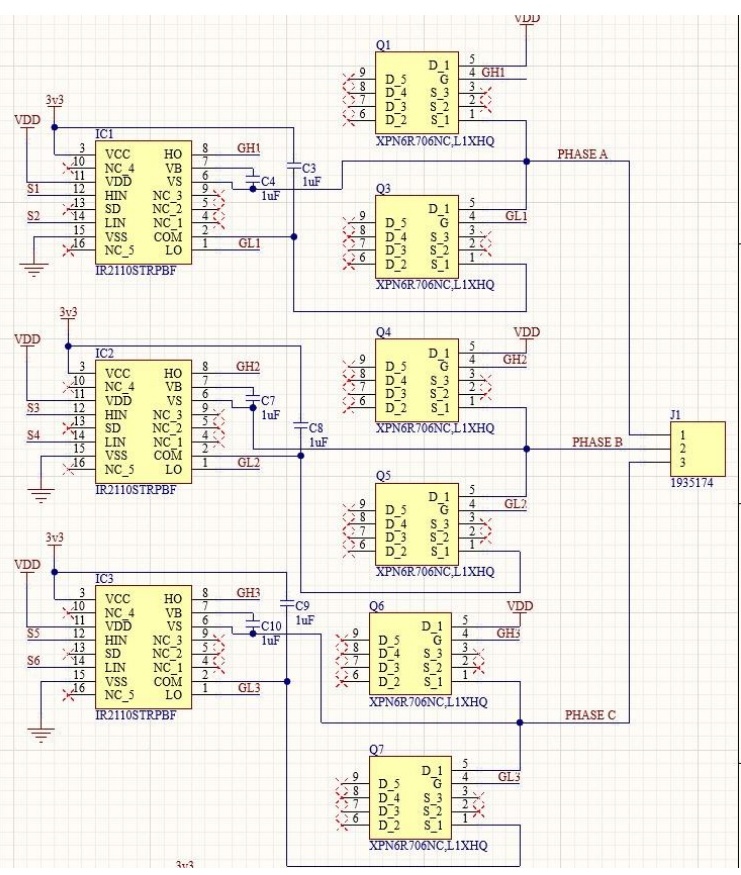 VDD
Q1
D_1 5
9 D_5 G 4 GH1
8 D_4 S_3 3
7 D_3 S_2 2
6 D_2 S_1 1
XPN6R706NC,L1XHQ
3v3
VDD
IC1
3 VCC HO 8 GH1
10 NC_4 VB 7
11 VDD VS 6
S1 12 HIN NC_3 9
13 SD NC_2 5
S2 14 LIN NC_1 4
15 VSS COM 2
16 NC_5 LO 1 GL1
IR2110STRPBF
C3
1uF
C4
1uF
PHASE A
Q3
D_1 5
9 D_5 G 4 GL1
8 D_4 S_3 3
7 D_3 S_2 2
6 D_2 S_1 1
XPN6R706NC,L1XHQ
3v3
VDD
IC2
3 VCC HO 8 GH2
10 NC_4 VB 7
11 VDD VS 6
S3 12 HIN NC_3 9
13 SD NC_2 5
S4 14 LIN NC_1 4
15 VSS COM 2
16 NC_5 LO 1 GL2
IR2110STRPBF
C7
1uF
C8
1uF
VDD
Q4
D_1 5
9 D_5 G 4 GH2
8 D_4 S_3 3
7 D_3 S_2 2
6 D_2 S_1 1
XPN6R706NC,L1XHQ
PHASE B
J1
1
2
3
1935174
Q5
D_1 5
9 D_5 G 4 GL2
8 D_4 S_3 3
7 D_3 S_2 2
6 D_2 S_1 1
XPN6R706NC,L1XHQ
3v3
VDD
IC3
3 VCC HO 8 GH3
10 NC_4 VB 7
11 VDD VS 6
S5 12 HIN NC_3 9
13 SD NC_2 5
S6 14 LIN NC_1 4
15 VSS COM 2
16 NC_5 LO 1 GL3
IR2110STRPBF
C9
1uF
C10
1uF
VDD
Q6
D_1 5
9 D_5 G 4 GH3
8 D_4 S_3 3
7 D_3 S_2 2
6 D_2 S_1 1
XPN6R706NC,L1XHQ
PHASE C
Q7
D_1 5
9 D_5 G 4 GL3
8 D_4 S_3 3
7 D_3 S_2 2
6 D_2 S_1 1
XPN6R706NC,L1XHQ
3v3